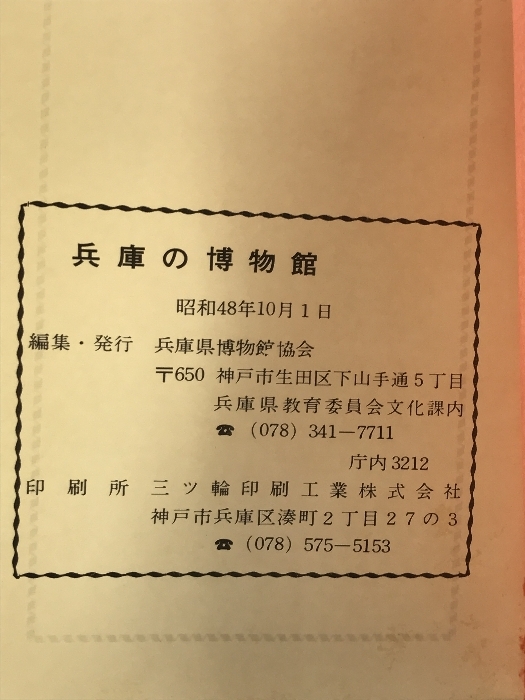 兵庫の博物館
昭和48年10月1日
編集・発行 兵庫県博物館協会
〒650 神戸市生田区下山手通5丁目
兵庫県教育委員会文化課内
☎ (078) 341―7711
庁内3212
印刷所 三ツ輪印刷工業株式会社
神戸市兵庫区湊町2丁目27の3
☎ (078) 575―5153